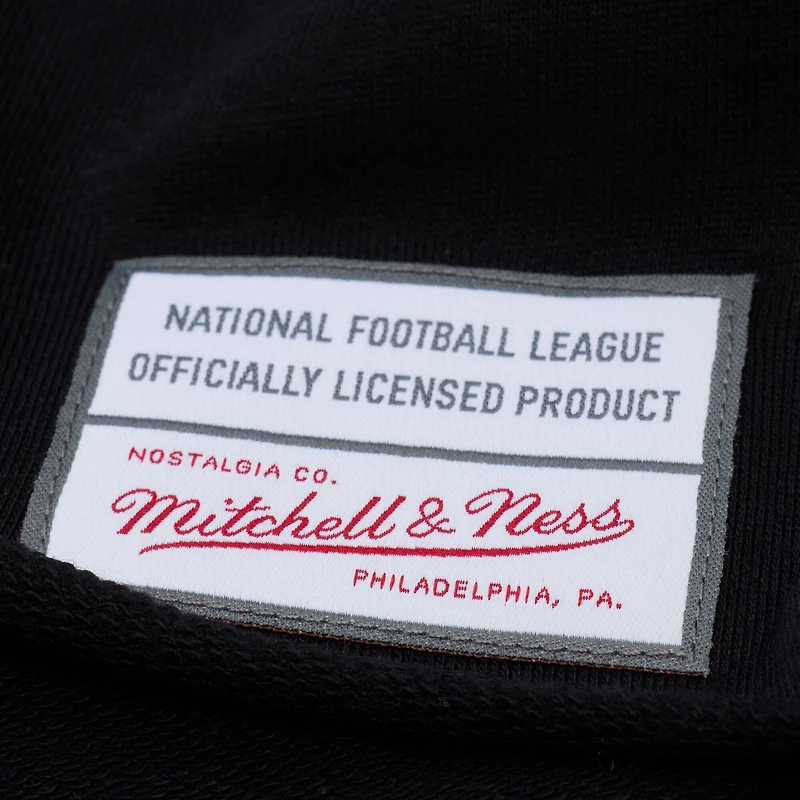 NATIONAL FOOTBALL LEAGUE
OFFICIALLY LICENSED PRODUCT
NOSTALGIA CO.
Mitchell & Ness
PHILADELPHIA, PA.